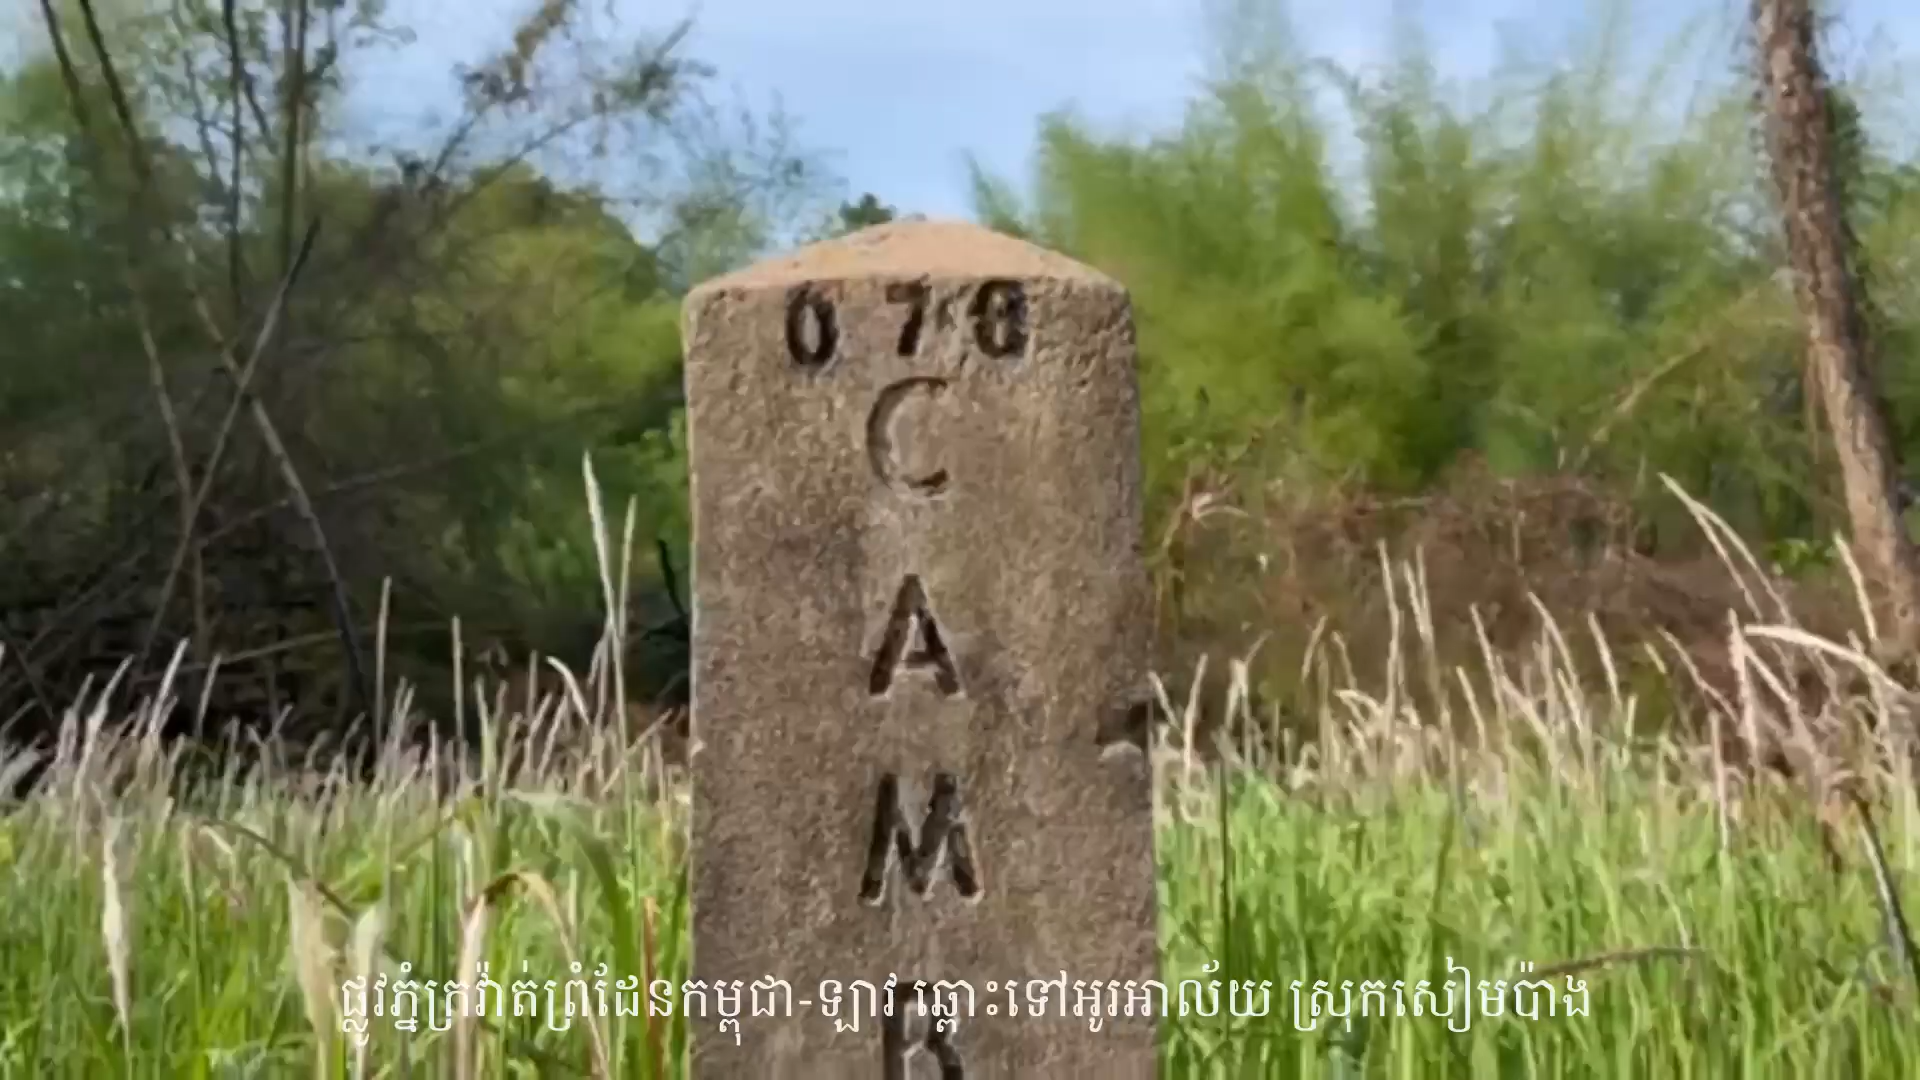 078
C
A
M
B
ផ្លូវភ្នំក្រវ៉ាត់ព្រំដែនកម្ពុជា-ឡាវ ឆ្ពោះទៅអូរអាល័យ ស្រុកសៀមប៉ាង